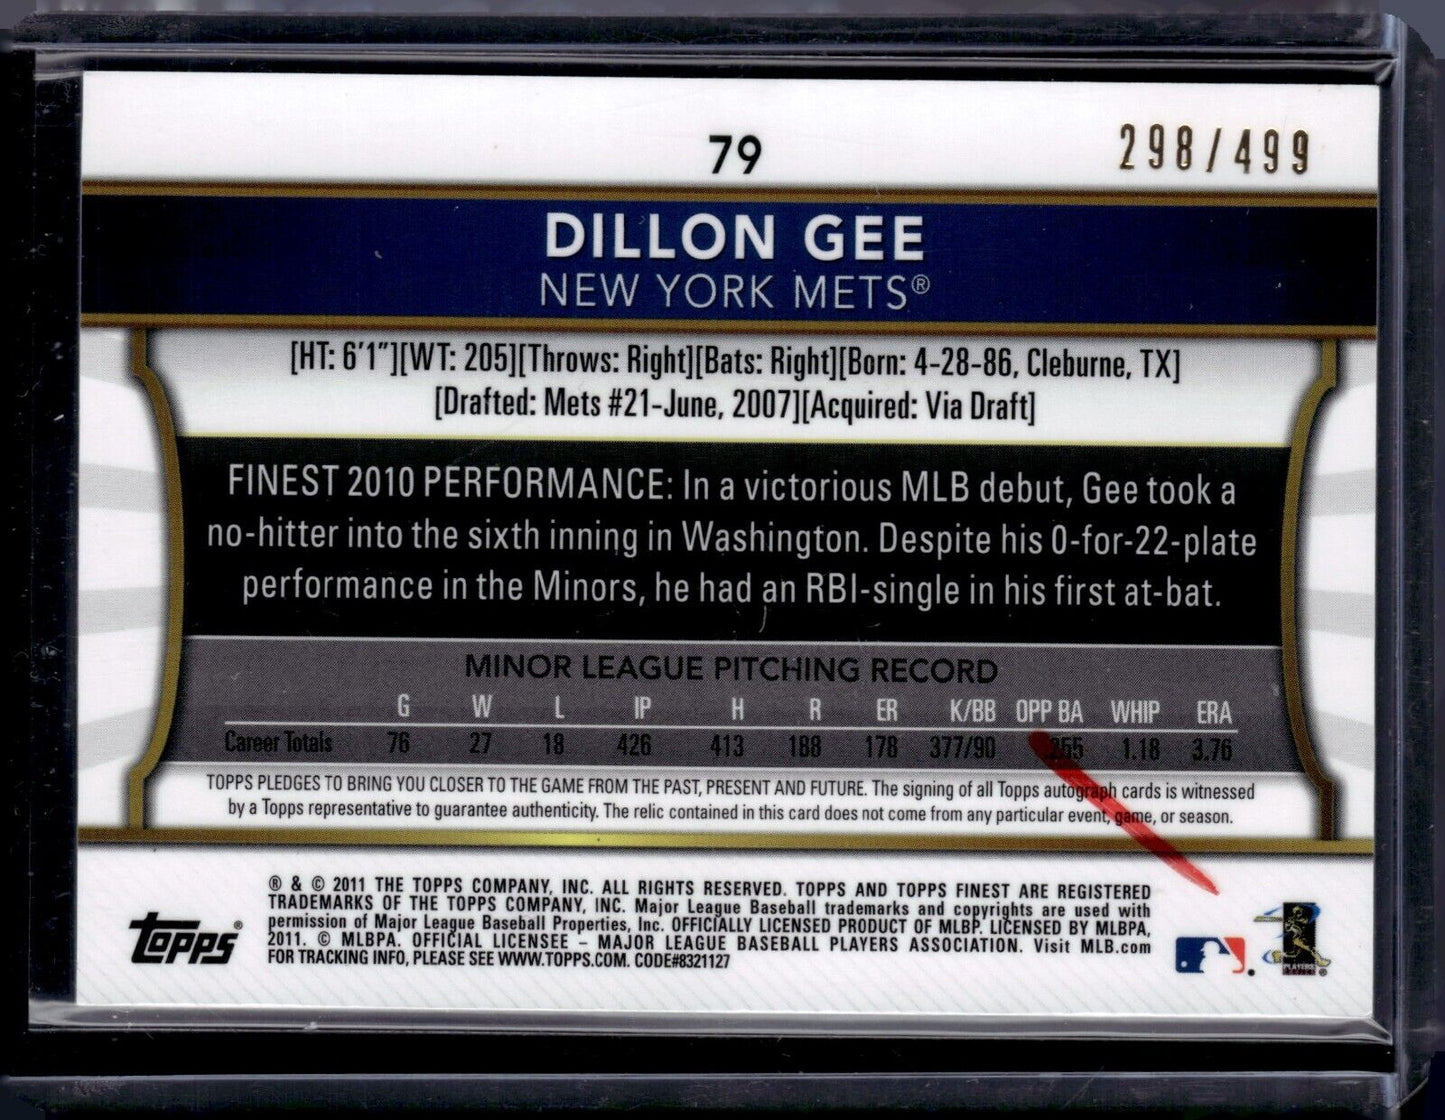 79
298/499
DILLON GEE
NEW YORK METS®
[HT: 6'1"][WT: 205][Throws: Right][Bats: Right][Born: 4-28-86, Cleburne, TX]
[Drafted: Mets #21-June, 2007][Acquired: Via Draft]
FINEST 2010 PERFORMANCE: In a victorious MLB debut, Gee took a
no-hitter into the sixth inning in Washington. Despite his 0-for-22-plate
performance in the Minors, he had an RBI-single in his first at-bat.
MINOR LEAGUE PITCHING RECORD
G W L IP H R ER K/BB OPP BA WHIP ERA
Career Totals 76 27 18 426 413 188 178 377/90 .255 1.18 3.76
TOPPS PLEDGES TO BRING YOU CLOSER TO THE GAME FROM THE PAST, PRESENT AND FUTURE. The signing of all Topps autograph cards is witnessed
by a Topps representative to guarantee authenticity. The relic contained in this card does not come from any particular event, game, or season.
® & © 2011 THE TOPPS COMPANY, INC. ALL RIGHTS RESERVED. TOPPS AND TOPPS FINEST ARE REGISTERED
TRADEMARKS OF THE TOPPS COMPANY, INC. Major League Baseball trademarks and copyrights are used with
permission of Major League Baseball Properties, Inc. OFFICIALLY LICENSED PRODUCT OF MLBP. LICENSED BY MLBPA,
2011. © MLBPA. OFFICIAL LICENSEE – MAJOR LEAGUE BASEBALL PLAYERS ASSOCIATION. Visit MLB.com
FOR TRACKING INFO, PLEASE SEE WWW.TOPPS.COM. CODE#8321127
Topps®
PLAYERS